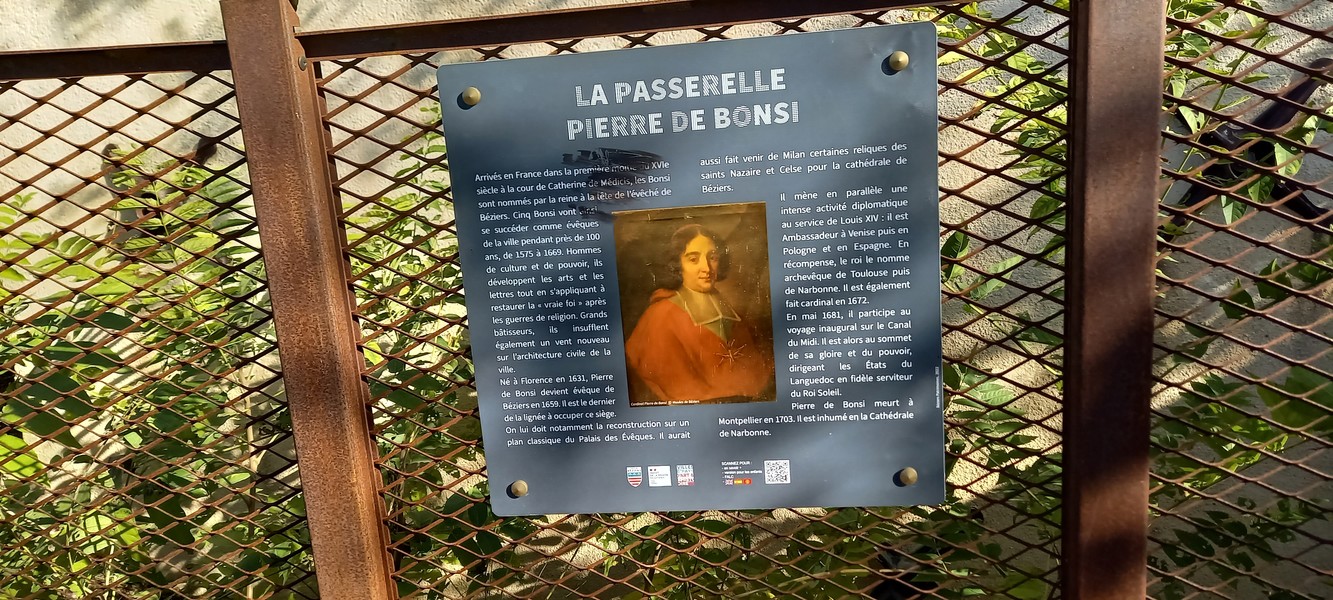 LA PASSERELLE
PIERRE DE BONSI
Arrivés en France dans la première moitié du XVIe
siècle à la cour de Catherine de Médicis, les Bonsi
sont nommés par la reine à la tête de l'évêché de
Béziers. Cinq Bonsi vont ainsi
se succéder comme évêques
de la ville pendant près de 100
ans, de 1575 à 1669. Hommes
de culture et de pouvoir, ils
développent les arts et les
lettres tout en s'appliquant à
restaurer la « vraie foi » après
les guerres de religion. Grands
bâtisseurs, ils insufflent
également un vent nouveau
sur l'architecture civile de la
ville.
Né à Florence en 1631, Pierre
de Bonsi devient évêque de
Béziers en 1659. Il est le dernier
de la lignée à occuper ce siège.
On lui doit notamment la reconstruction sur un
plan classique du Palais des Évêques. Il aurait
aussi fait venir de Milan certaines reliques des
saints Nazaire et Celse pour la cathédrale de
Béziers.
Il mène en parallèle une
intense activité diplomatique
au service de Louis XIV : il est
Ambassadeur à Venise puis en
Pologne et en Espagne. En
récompense, le roi le nomme
archevêque de Toulouse puis
de Narbonne. Il est également
fait cardinal en 1672.
En mai 1681, il participe au
voyage inaugural sur le Canal
du Midi. Il est alors au sommet
de sa gloire et du pouvoir,
dirigeant les États du
Languedoc en fidèle serviteur
du Roi Soleil.
Pierre de Bonsi meurt à
Montpellier en 1703. Il est inhumé en la Cathédrale
de Narbonne.
Cardinal Pierre de Bonsi © Musées de Béziers
SCANNEZ POUR :